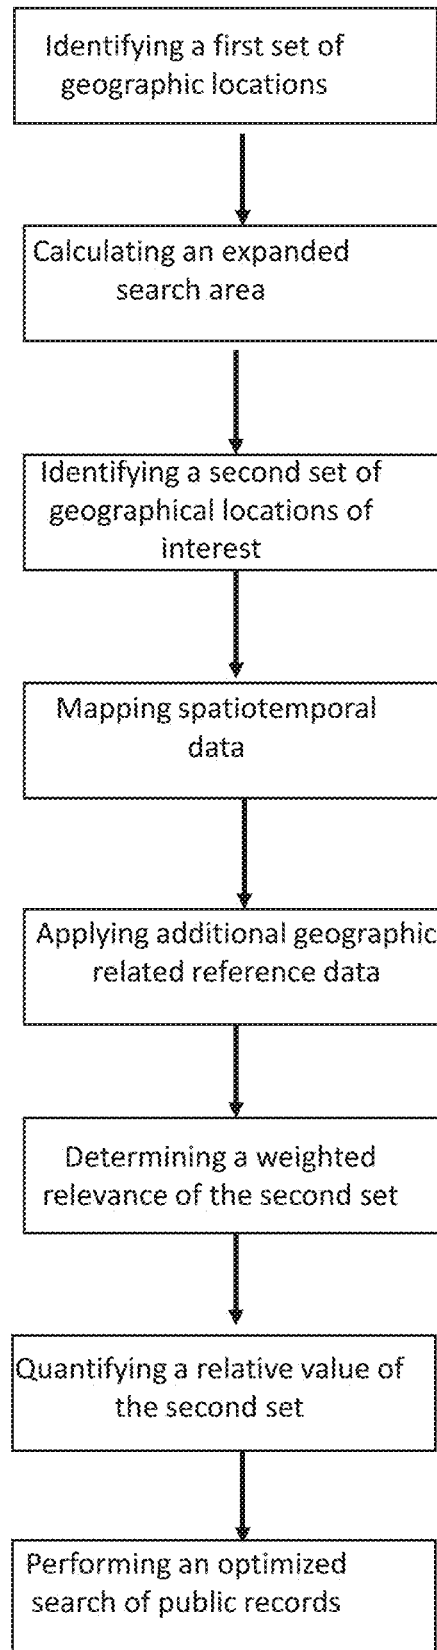 Identifying a first set of
geographic locations
Calculating an expanded
search area
Identifying a second set of
geographical locations of
interest
Mapping spatiotemporal
data
Applying additional geographic
related reference data
Determining a weighted
relevance of the second set
Quantifying a relative value of
the second set
Performing an optimized
search of public records